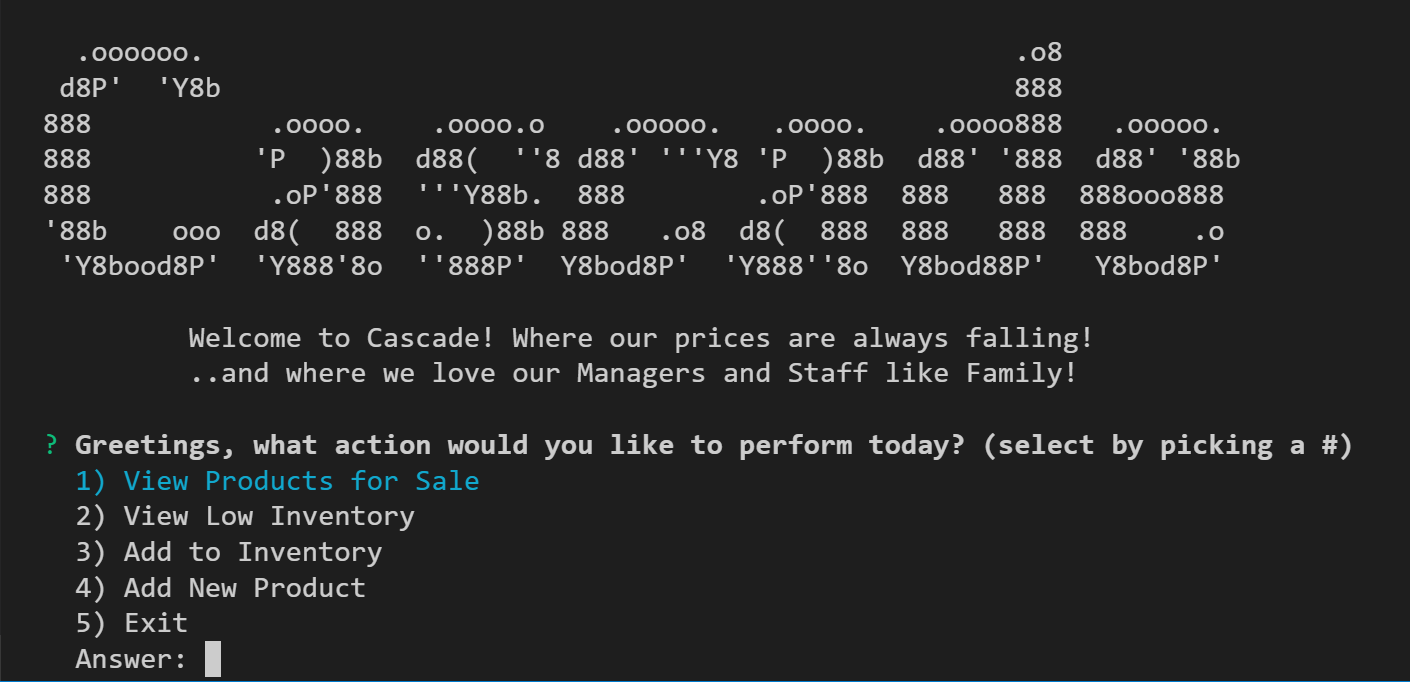 .oooooo.                                                  .o8
 d8P'  'Y8b                                                 888
888           .oooo.    .oooo.o    .ooooo.   .oooo.    .oooo888   .ooooo.
888          'P  )88b  d88(  ''8 d88' '''Y8 'P  )88b  d88' '888  d88' '88b
888           .oP'888  '''Y88b.  888        .oP'888  888   888  888ooo888
'88b    ooo  d8(  888  o.  )88b 888   .o8  d8(  888  888   888  888    .o
 'Y8bood8P'  'Y888'8o  ''888P'  Y8bod8P'  'Y888''8o  Y8bod88P'   Y8bod8P'
Welcome to Cascade! Where our prices are always falling!
..and where we love our Managers and Staff like Family!
? Greetings, what action would you like to perform today? (select by picking a #)
1) View Products for Sale
2) View Low Inventory
3) Add to Inventory
4) Add New Product
5) Exit
Answer: